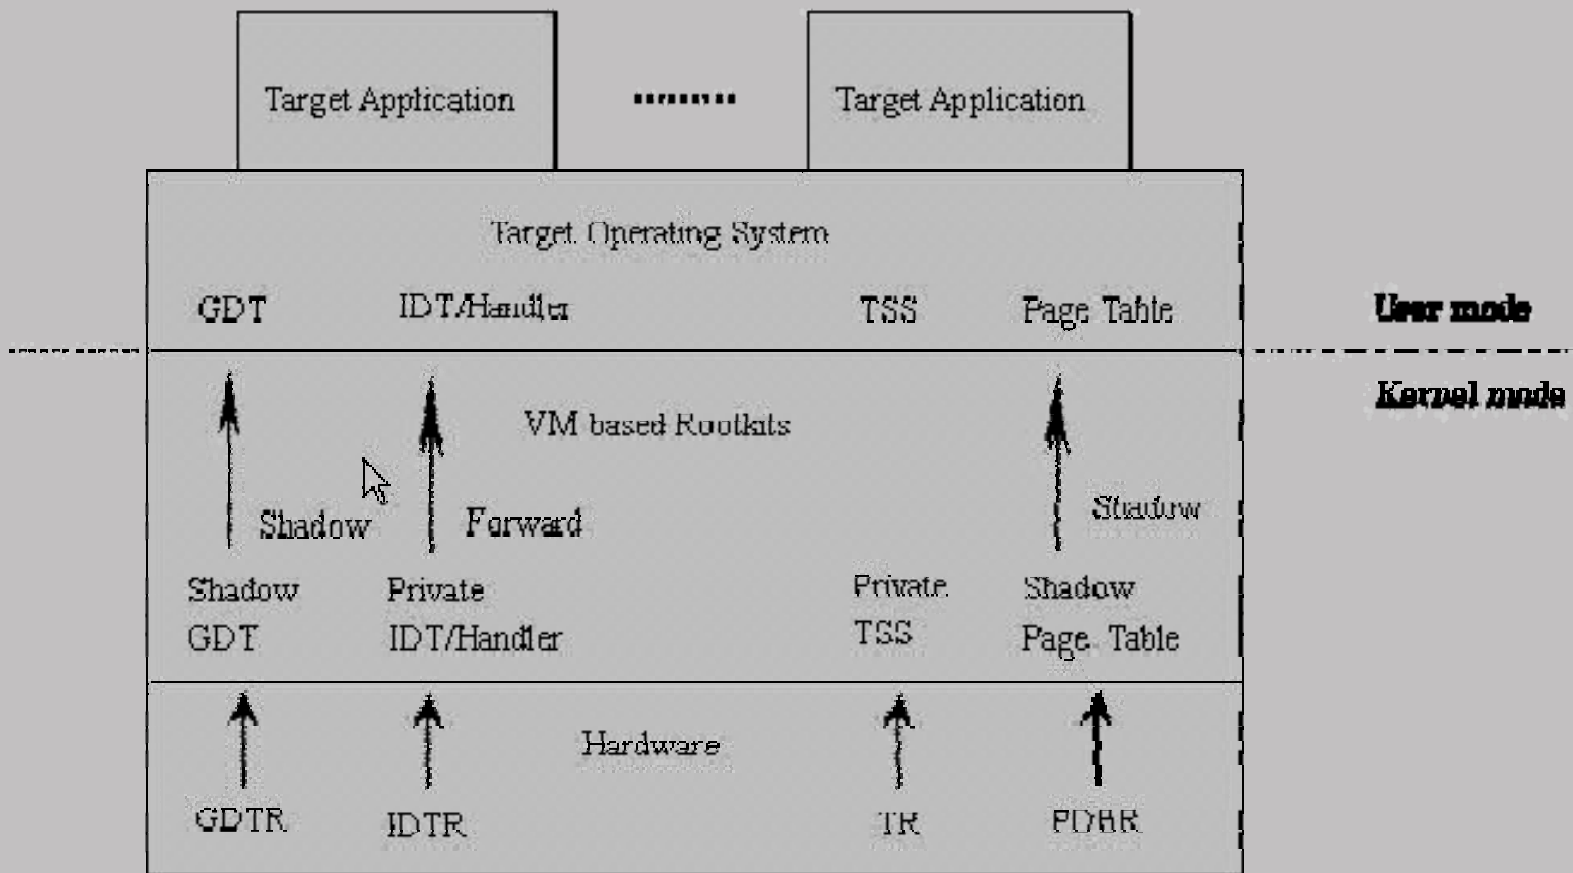 Target Application
Target Application
Target Operating System
GDT IDT/Handler TSS Page Table
User mode
Kernel mode
VM based Rootkits
Shadow Forward Shadow
Shadow Private Private Shadow
GDT IDT/Handler TSS Page Table
Hardware
GDTR IDTR TR PDBR